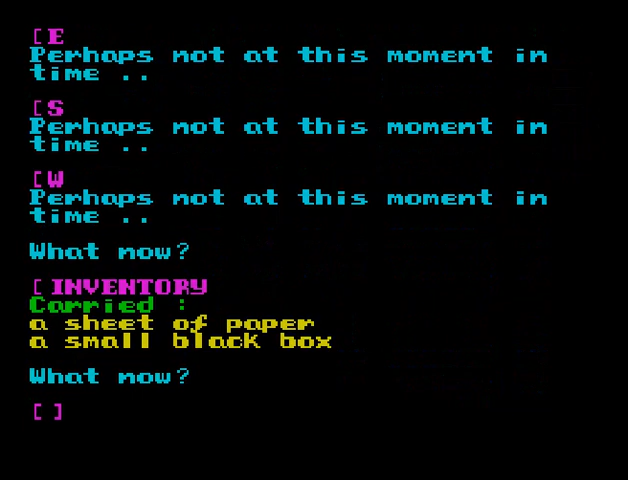 [E
Perhaps not at this moment in
time ..
[S
Perhaps not at this moment in
time ..
[W
Perhaps not at this moment in
time ..
What now?
[INVENTORY
Carried :
a sheet of paper
a small black box
What now?
[]